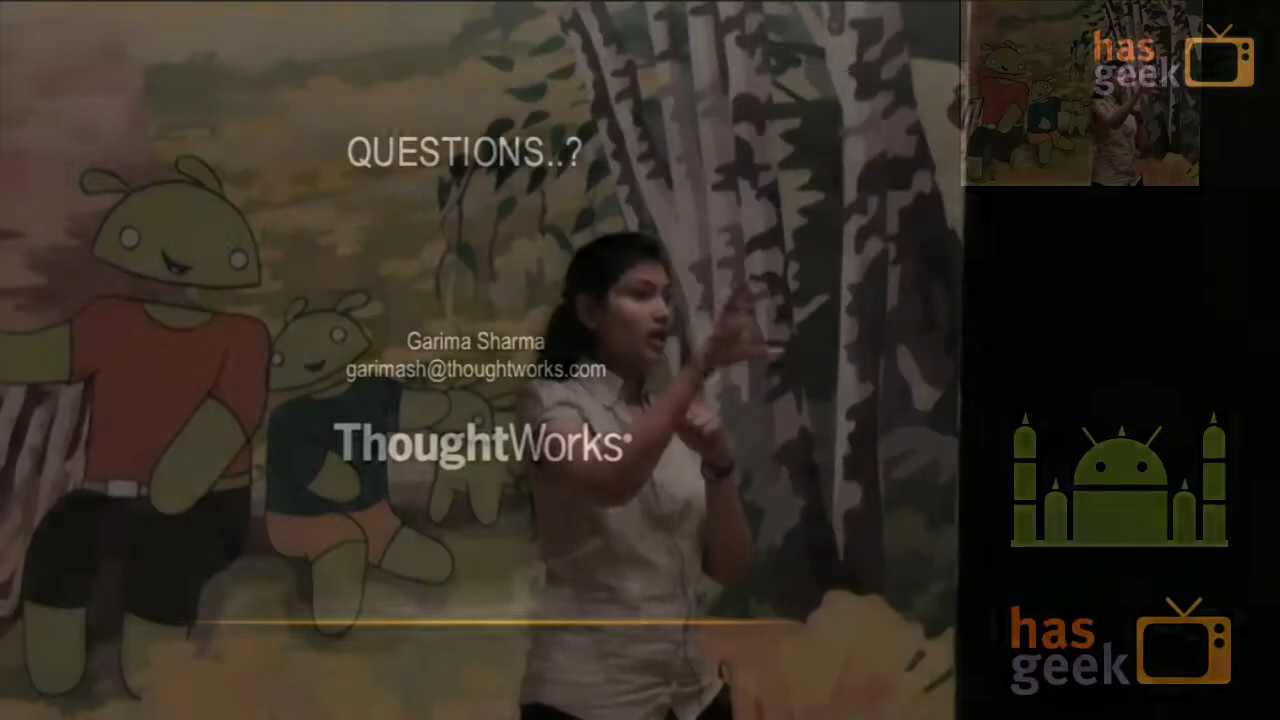 has
geek
QUESTIONS..?
Garima Sharma
garimash@thoughtworks.com
ThoughtWorks
has
geek